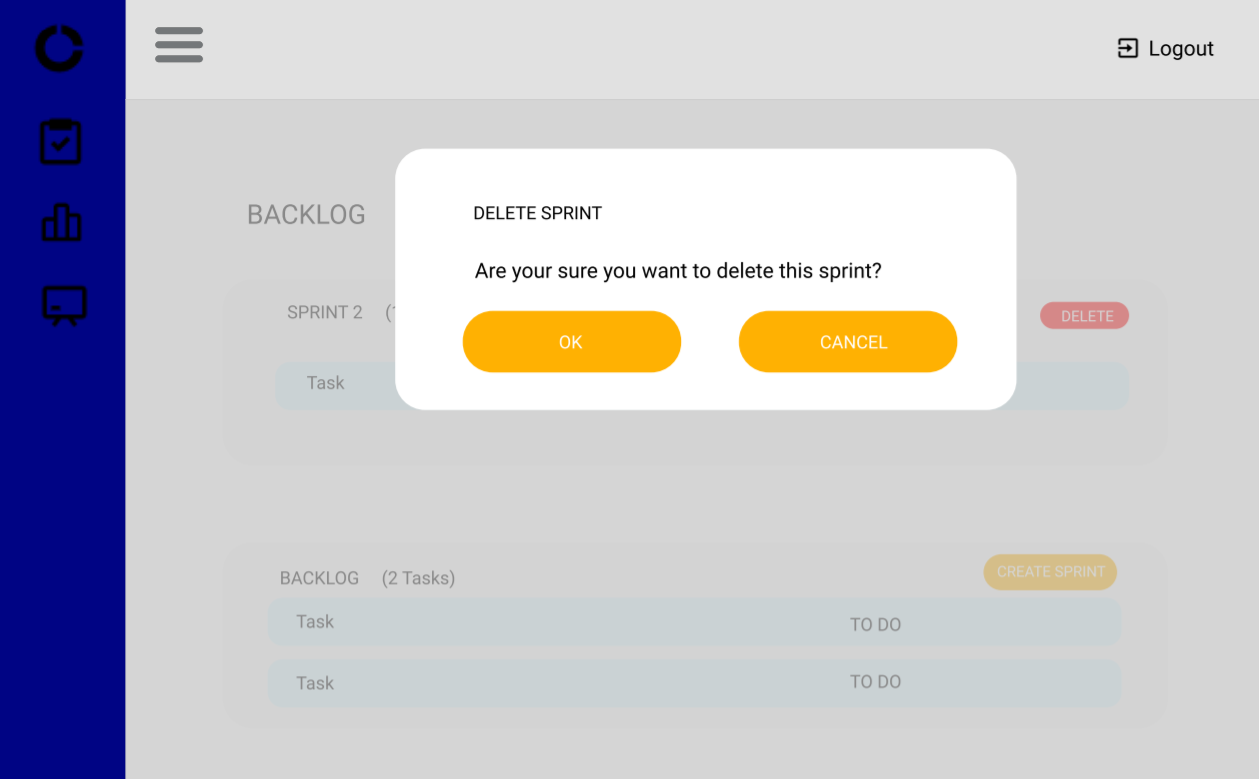 Logout
BACKLOG
DELETE SPRINT
Are your sure you want to delete this sprint?
SPRINT 2 (
DELETE
OK
CANCEL
Task
BACKLOG (2 Tasks)
CREATE SPRINT
Task
TO DO
Task
TO DO